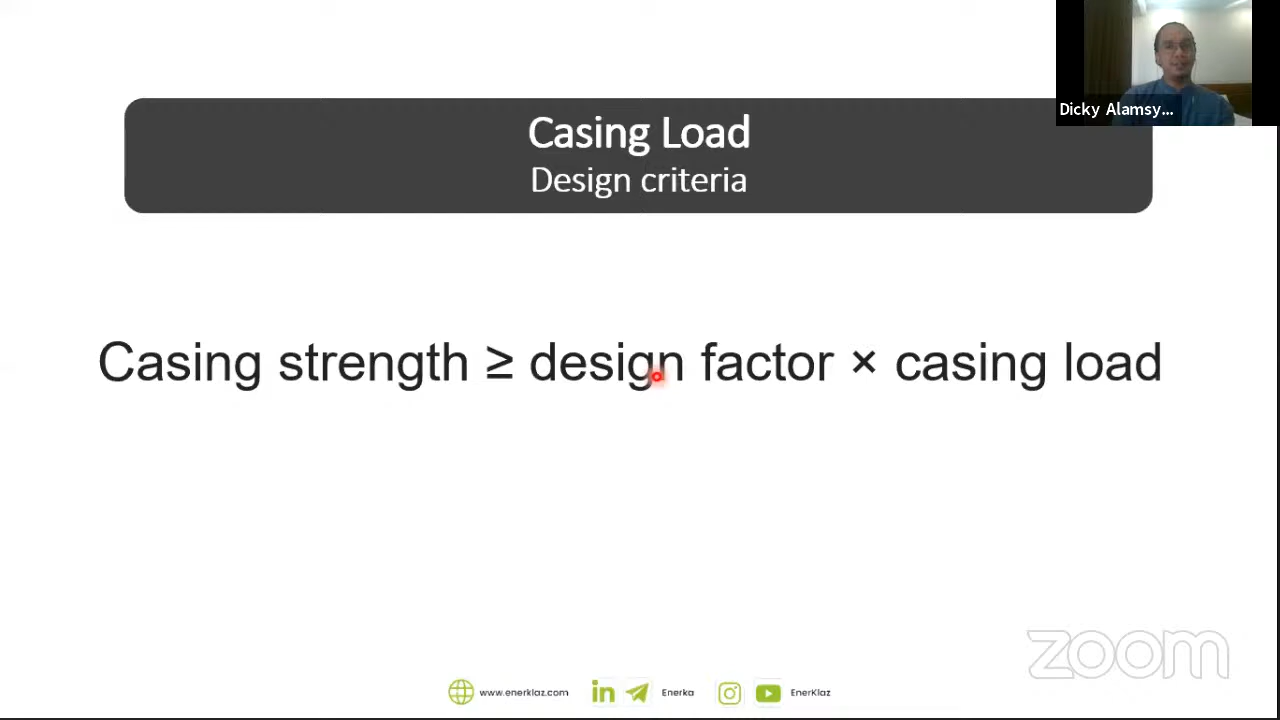 Casing Load
Design criteria
Dicky Alamsy...
Casing strength ≥ design factor × casing load
zoom
www.enerklaz.com
Enerka
EnerKlaz